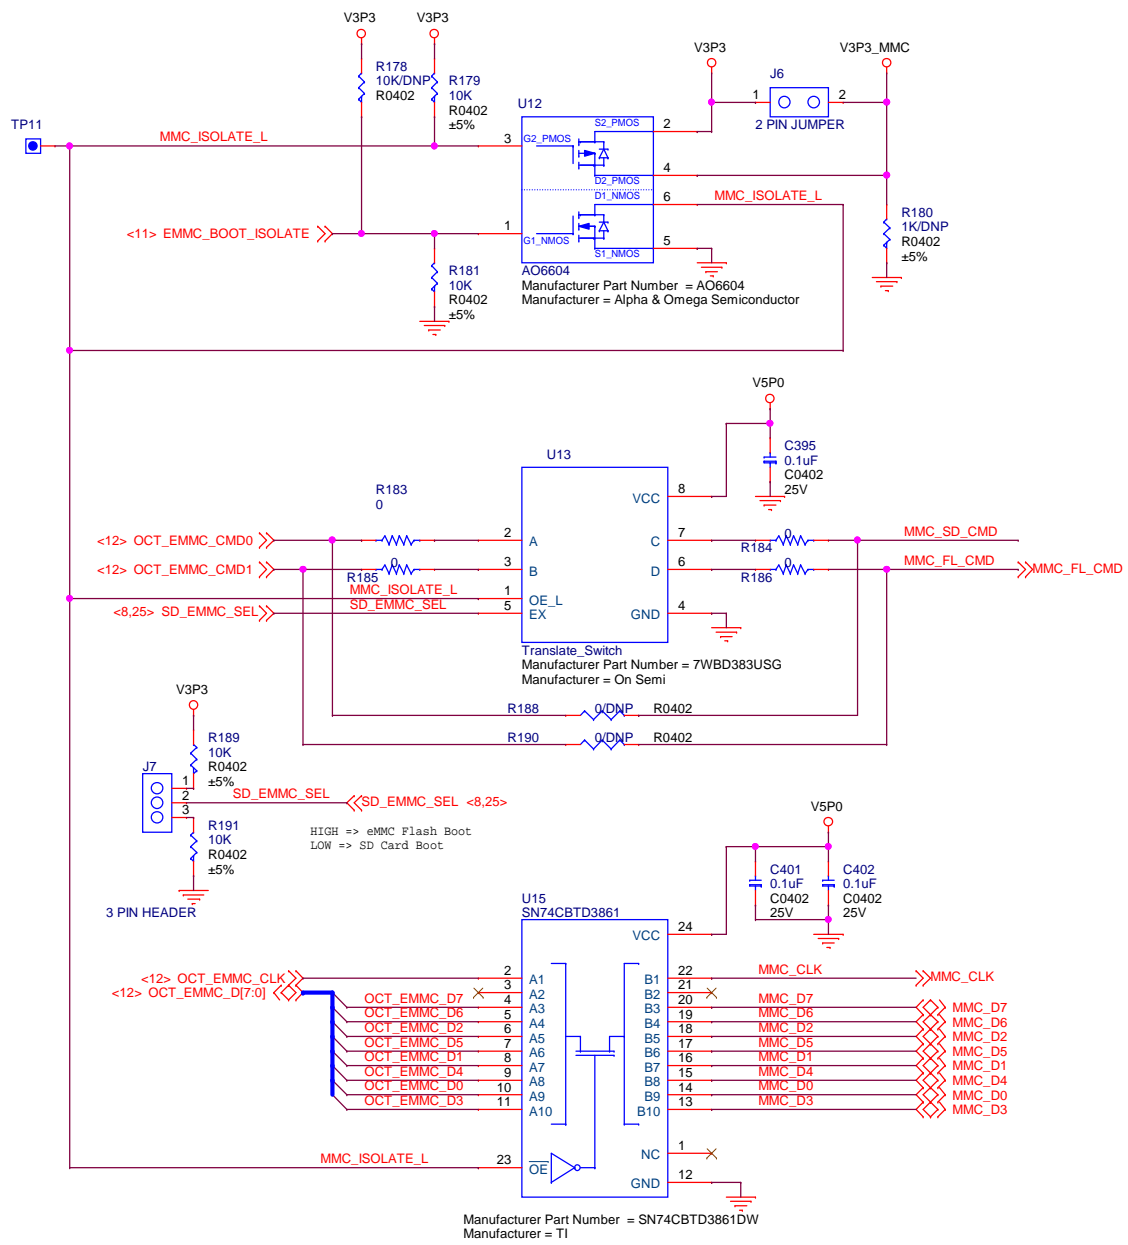 V3P3
V3P3
V3P3
V3P3_MMC
R178
10K/DNP
R0402
R179
10K
R0402
±5%
J6
1
2
2 PIN JUMPER
TP11
U12
MMC_ISOLATE_L
3
G2_PMOS
S2_PMOS
2
D2_PMOS
4
D1_NMOS
6
MMC_ISOLATE_L
<11> EMMC_BOOT_ISOLATE
1
G1_NMOS
S1_NMOS
5
R180
1K/DNP
R0402
±5%
R181
10K
R0402
±5%
AO6604
Manufacturer Part Number = AO6604
Manufacturer = Alpha & Omega Semiconductor
V5P0
C395
0.1uF
C0402
25V
U13
R183
0
VCC
8
<12> OCT_EMMC_CMD0
2
A
C
7
0
R184
MMC_SD_CMD
<12> OCT_EMMC_CMD1
0
R185
3
B
D
6
0
R186
MMC_FL_CMD
MMC_FL_CMD
MMC_ISOLATE_L
1
OE_L
<8,25> SD_EMMC_SEL
SD_EMMC_SEL
5
EX
GND
4
Translate_Switch
Manufacturer Part Number = 7WBD383USG
Manufacturer = On Semi
R188
0/DNP
R0402
R190
0/DNP
R0402
V3P3
R189
10K
R0402
±5%
J7
1
2
3
SD_EMMC_SEL
SD_EMMC_SEL <8,25>
R191
10K
R0402
±5%
3 PIN HEADER
HIGH => eMMC Flash Boot
LOW => SD Card Boot
V5P0
C401
0.1uF
C0402
25V
C402
0.1uF
C0402
25V
U15
SN74CBTD3861
VCC
24
<12> OCT_EMMC_CLK
2
A1
B1
22
MMC_CLK
MMC_CLK
<12> OCT_EMMC_D[7:0]
3
A2
B2
21
OCT_EMMC_D7
4
A3
B3
20
MMC_D7
MMC_D7
OCT_EMMC_D6
5
A4
B4
19
MMC_D6
MMC_D6
OCT_EMMC_D2
6
A5
B5
18
MMC_D2
MMC_D2
OCT_EMMC_D5
7
A6
B6
17
MMC_D5
MMC_D5
OCT_EMMC_D1
8
A7
B7
16
MMC_D1
MMC_D1
OCT_EMMC_D4
9
A8
B8
15
MMC_D4
MMC_D4
OCT_EMMC_D0
10
A9
B9
14
MMC_D0
MMC_D0
OCT_EMMC_D3
11
A10
B10
13
MMC_D3
MMC_D3
NC
1
MMC_ISOLATE_L
23
OE
GND
12
Manufacturer Part Number = SN74CBTD3861DW
Manufacturer = TI